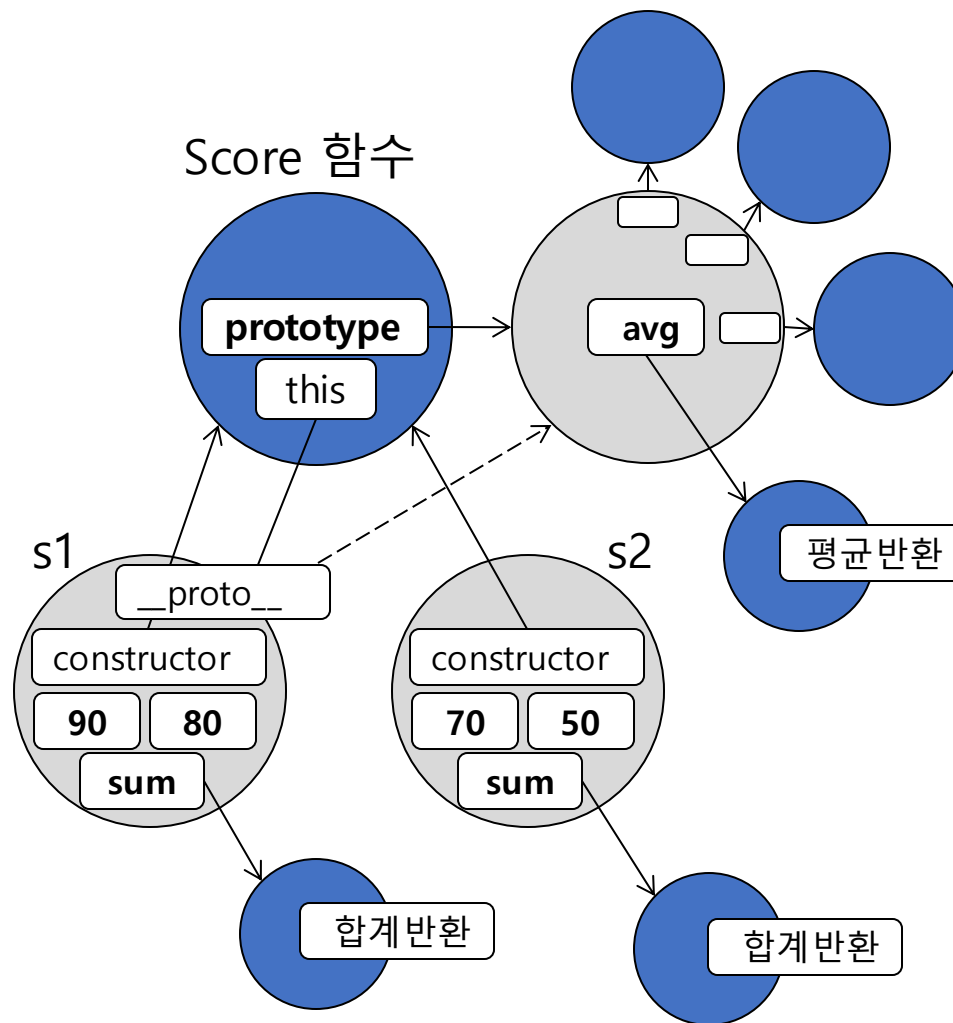 Score 함수
prototype
this
avg
평균반환
s1
__proto__
constructor
90
80
sum
합계반환
s2
constructor
70
50
sum
합계반환